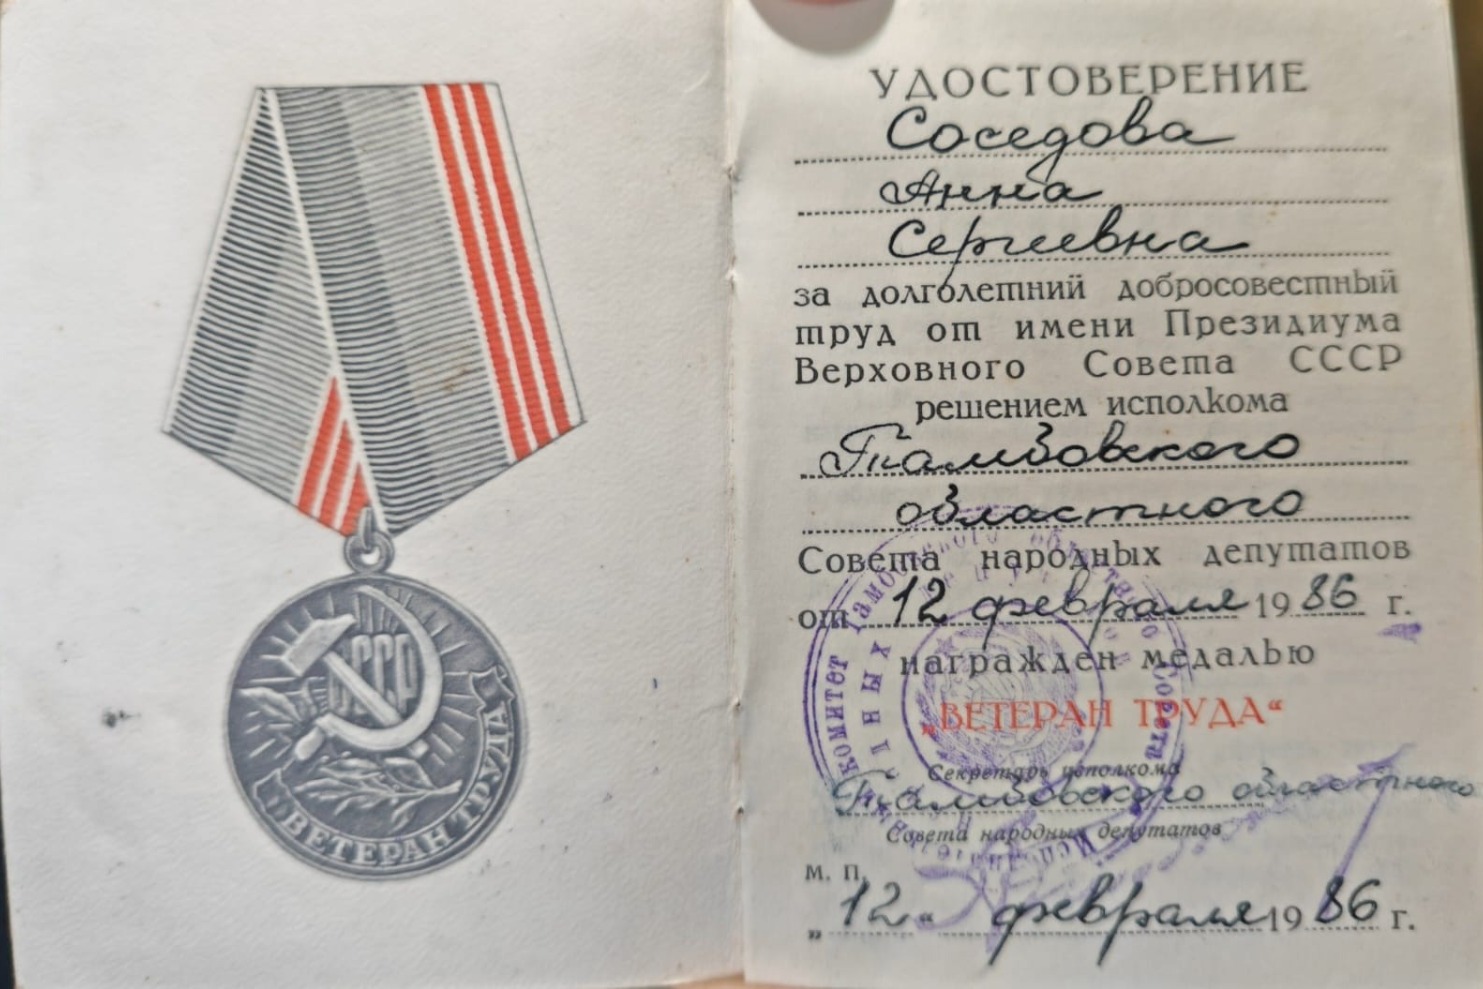 СССР
ВЕТЕРАН ТРУДА
УДОСТОВЕРЕНИЕ
Соседова
Анна
Сергеевна
за долголетний добросовестный
труд от имени Президиума
Верховного Совета СССР
решением исполкома
Тамбовского
областного
Совета народных депутатов
от 12 февраля 1986 г.
награжден медалью
„ВЕТЕРАН ТРУДА“
Секретарь исполкома
Тамбовского областного
Совета народных депутатов
М. П.
„12“ февраля 1986 г.